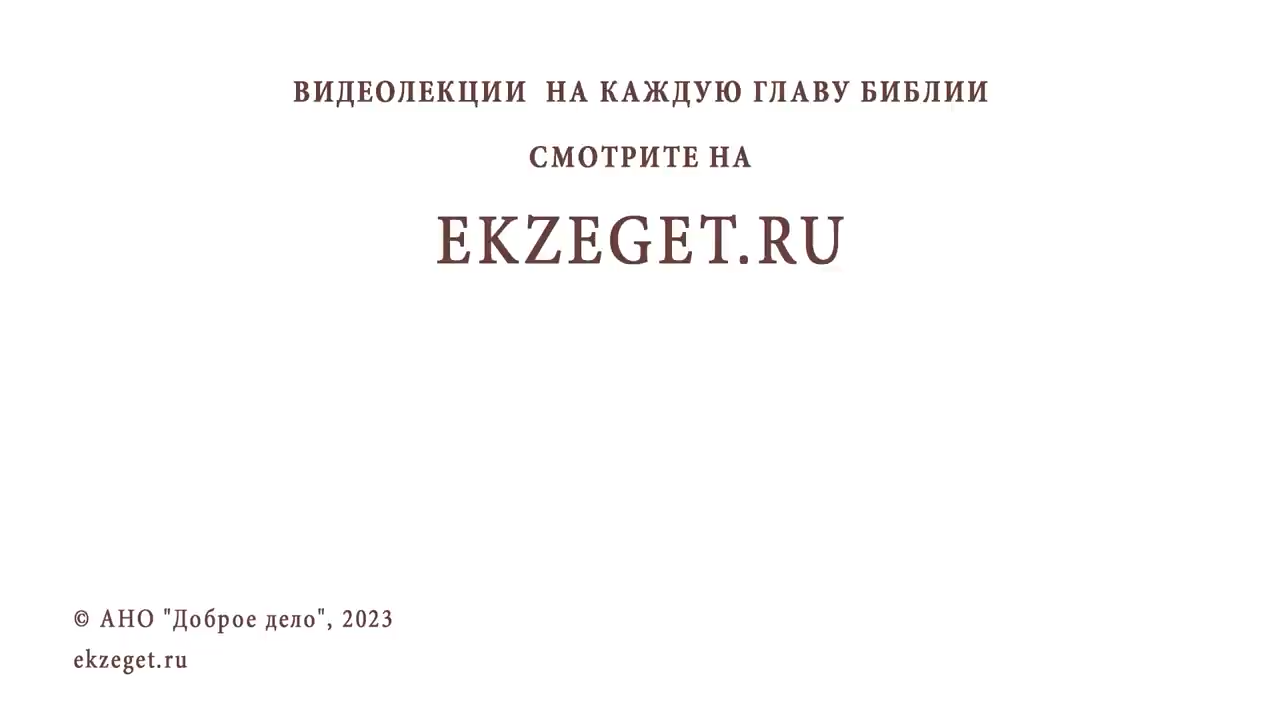 ВИДЕОЛЕКЦИИ НА КАЖДУЮ ГЛАВУ БИБЛИИ
СМОТРИТЕ НА
EKZEGET.RU
© АНО "Доброе дело", 2023
ekzeget.ru